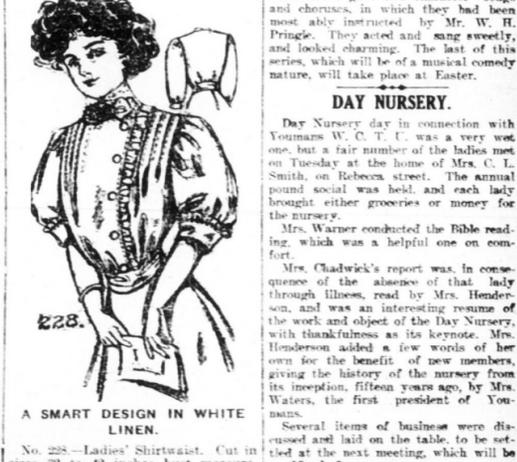 228.
A SMART DESIGN IN WHITE
LINEN.
No. 228.—Ladies' Shirtwaist. Cut in
and choruses, in which they had been
most ably instructed by Mr. W. H.
Pringle. They acted and sang sweetly,
and looked charming. The last of this
series, which will be of a musical comedy
nature, will take place at Easter.
DAY NURSERY.
Day Nursery day in connection with
Youmans W. C. T. U. was a very wet
one, but a fair number of the ladies met
on Tuesday at the home of Mrs. C. L.
Smith, on Rebecca street. The annual
pound social was held, and each lady
brought either groceries or money for
the nursery.
Mrs. Warner conducted the Bible read-
ing, which was a helpful one on com-
fort.
Mrs. Chadwick's report was, in conse-
quence of the absence of that lady
through illness, read by Mrs. Hender-
son, and was an interesting resume of
the work and object of the Day Nursery,
with thankfulness as its keynote. Mrs.
Henderson added a few words of her
own for the benefit of new members,
giving the history of the nursery from
its inception, fifteen years ago, by Mrs.
Waters, the first president of You-
mans.
Several items of business were dis-
cussed and laid on the table, to be set-
tled at the next meeting, which will be